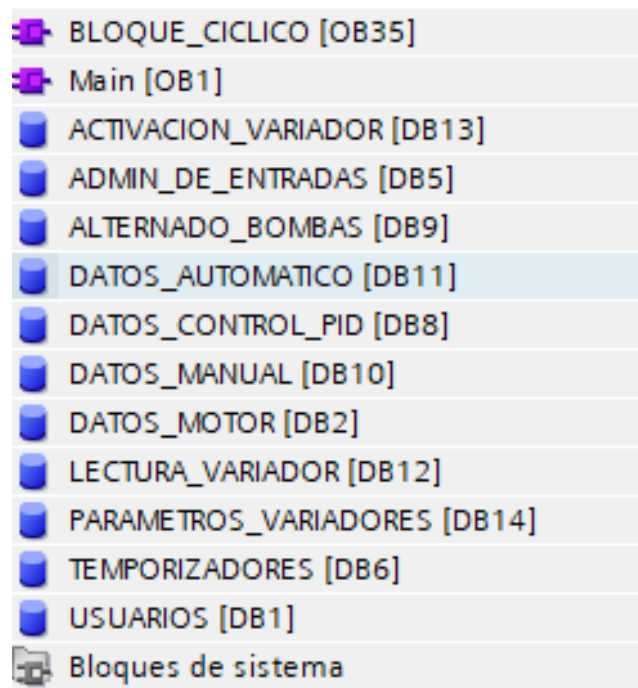 BLOQUE_CICLICO [OB35]
Main [OB1]
ACTIVACION_VARIADOR [DB13]
ADMIN_DE_ENTRADAS [DB5]
ALTERNADO_BOMBAS [DB9]
DATOS_AUTOMATICO [DB11]
DATOS_CONTROL_PID [DB8]
DATOS_MANUAL [DB10]
DATOS_MOTOR [DB2]
LECTURA_VARIADOR [DB12]
PARAMETROS_VARIADORES [DB14]
TEMPORIZADORES [DB6]
USUARIOS [DB1]
Bloques de sistema